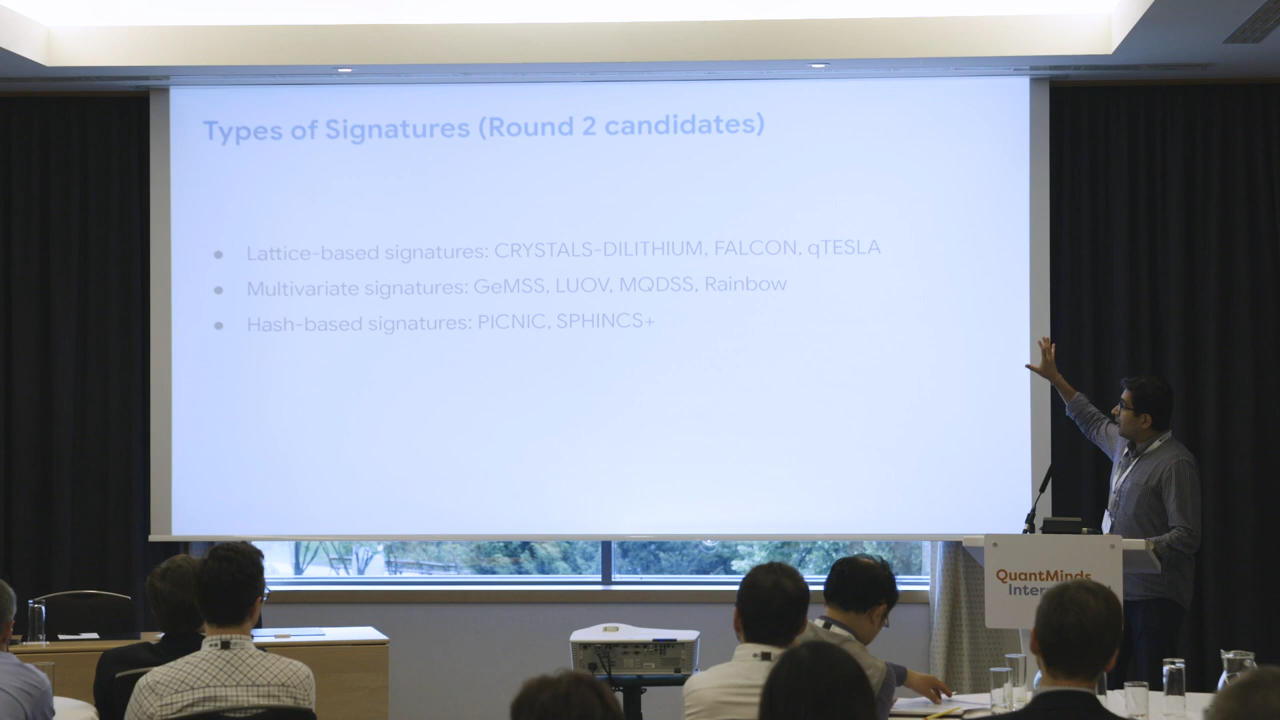 Types of Signatures (Round 2 candidates)
● Lattice-based signatures: CRYSTALS-DILITHIUM, FALCON, qTESLA
● Multivariate signatures: GeMSS, LUOV, MQDSS, Rainbow
● Hash-based signatures: PICNIC, SPHINCS+
QuantMinds